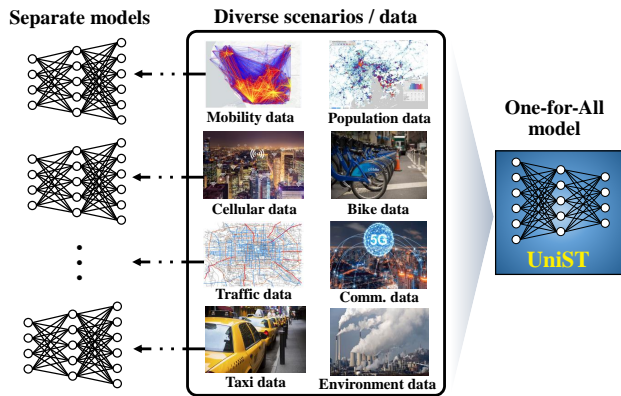 Separate models
Diverse scenarios / data
Mobility data
Population data
Cellular data
Bike data
5G
Traffic data
Comm. data
Taxi data
Environment data
One-for-All
model
UniST